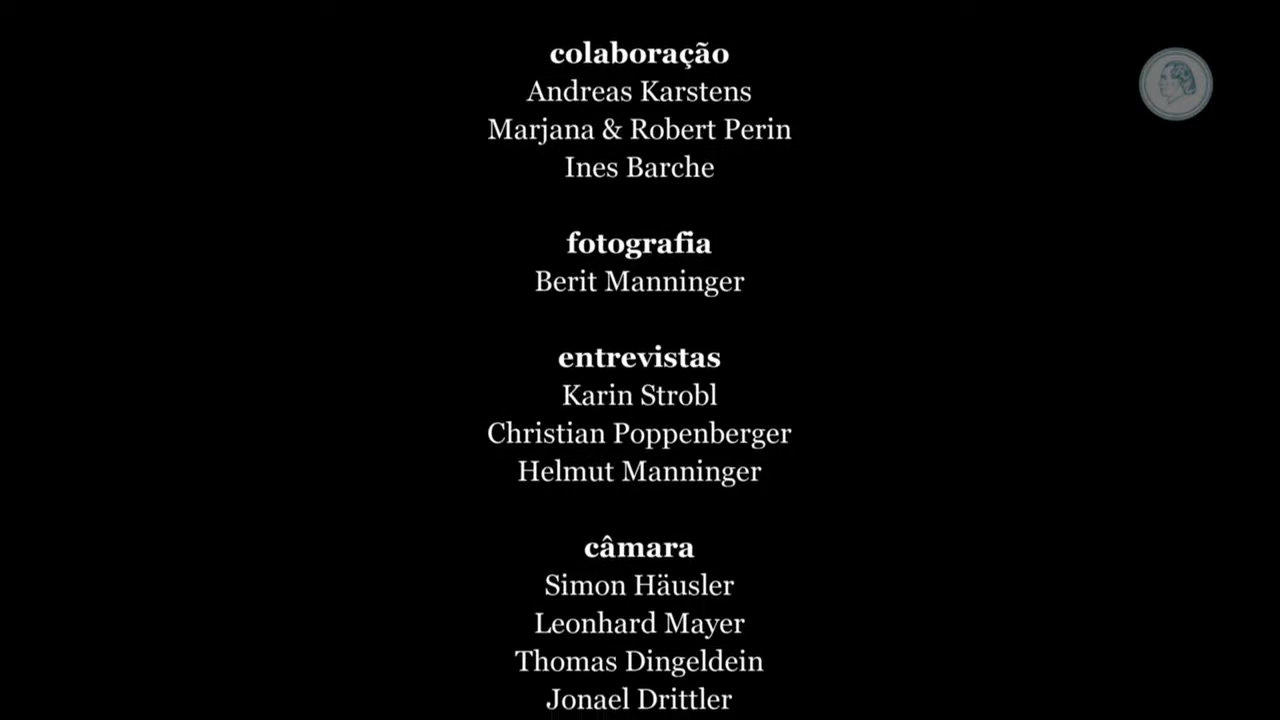 colaboração
Andreas Karstens
Marjana & Robert Perin
Ines Barche
fotografia
Berit Manninger
entrevistas
Karin Strobl
Christian Poppenberger
Helmut Manninger
câmara
Simon Häusler
Leonhard Mayer
Thomas Dingeldein
Jonael Drittler